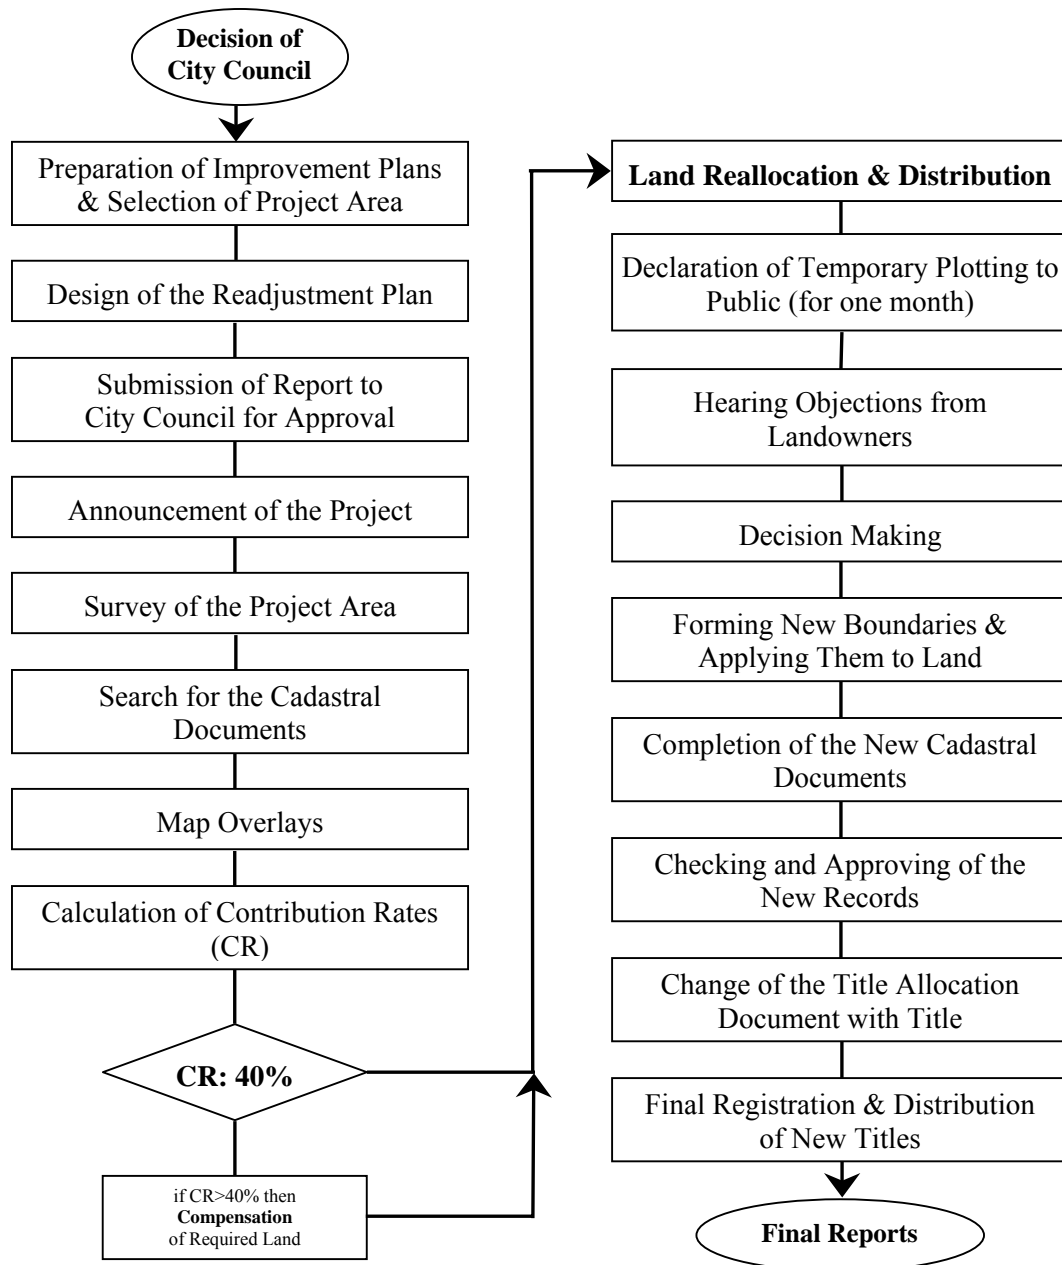 Decision of
City Council
Preparation of Improvement Plans
& Selection of Project Area
Design of the Readjustment Plan
Submission of Report to
City Council for Approval
Announcement of the Project
Survey of the Project Area
Search for the Cadastral
Documents
Map Overlays
Calculation of Contribution Rates
(CR)
CR: 40%
if CR>40% then
Compensation
of Required Land
Land Reallocation & Distribution
Declaration of Temporary Plotting to
Public (for one month)
Hearing Objections from
Landowners
Decision Making
Forming New Boundaries &
Applying Them to Land
Completion of the New Cadastral
Documents
Checking and Approving of the
New Records
Change of the Title Allocation
Document with Title
Final Registration & Distribution
of New Titles
Final Reports